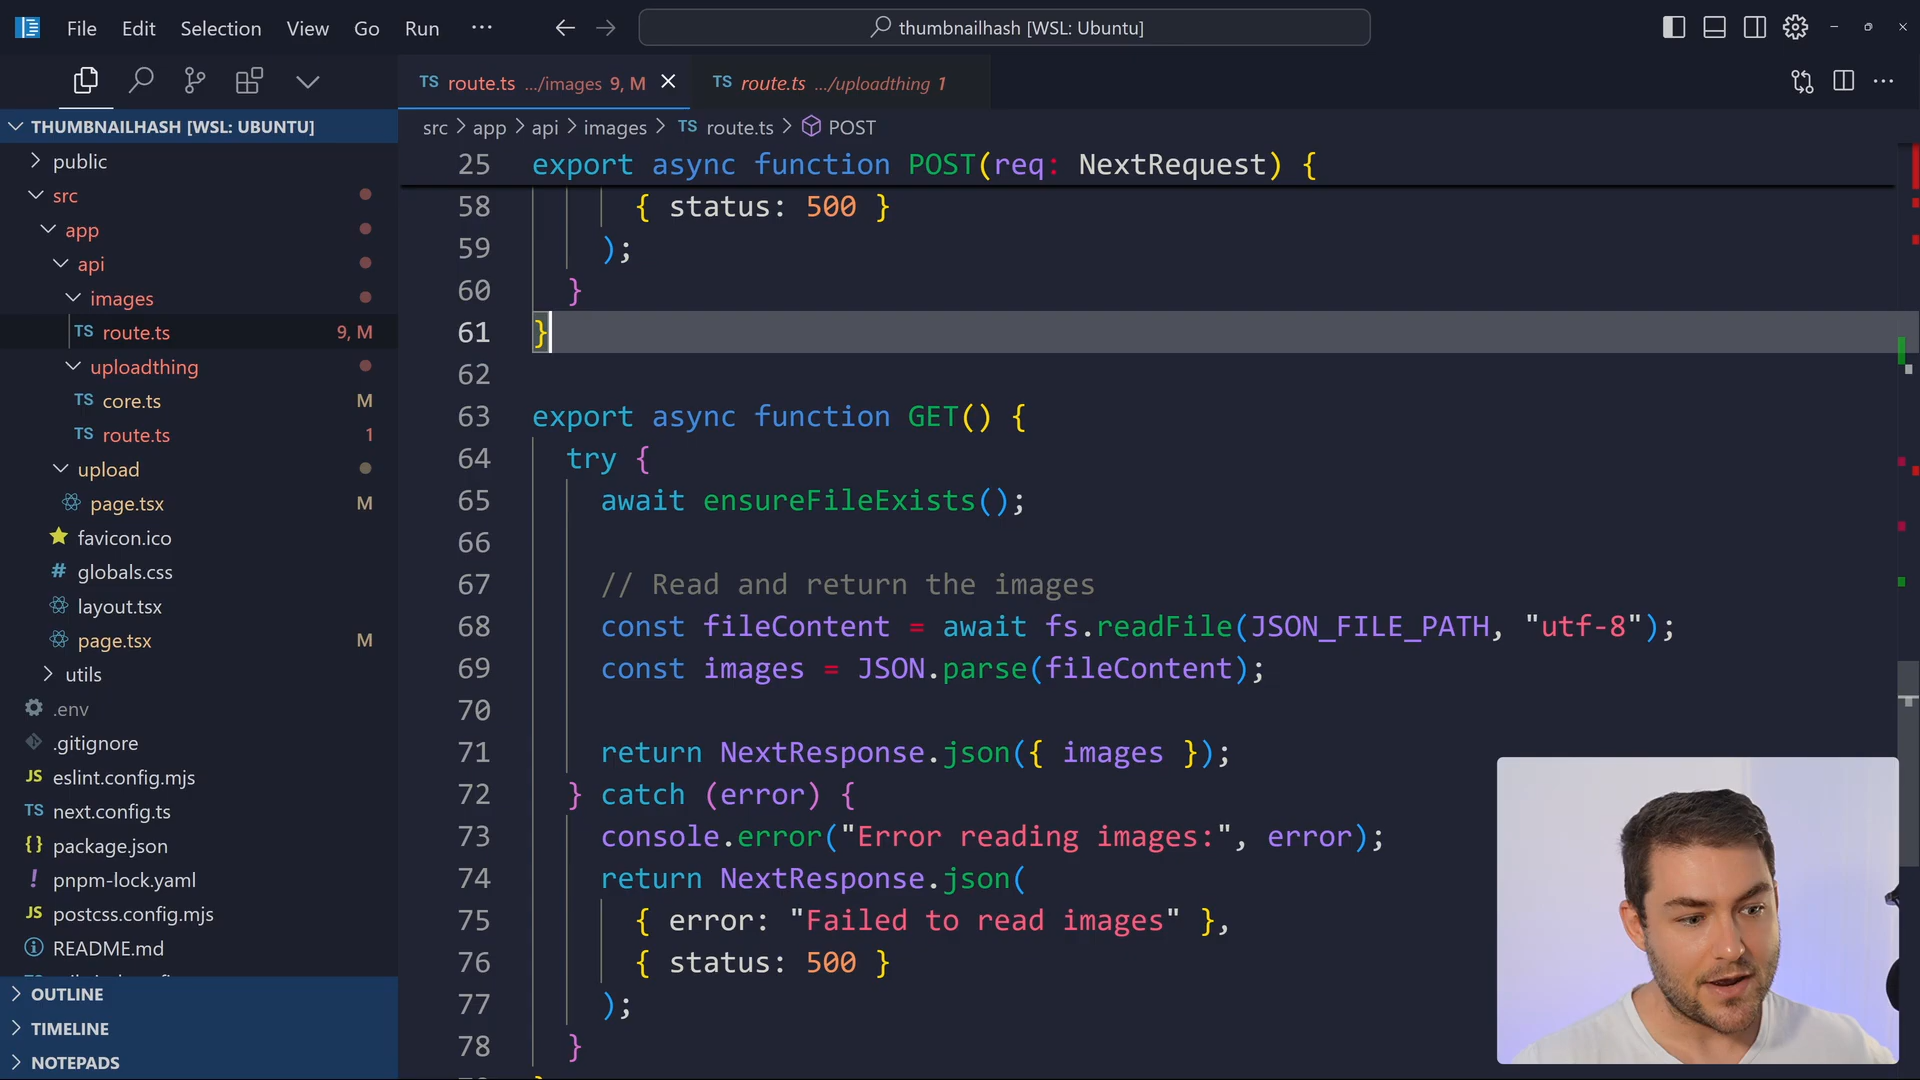 File Edit Selection View Go Run ···
thumbnailhash [WSL: Ubuntu]
TS route.ts .../images 9, M
TS route.ts .../uploadthing 1
THUMBNAILHASH [WSL: UBUNTU]
public
src
app
api
images
TS route.ts 9, M
uploadthing
TS core.ts M
TS route.ts 1
upload
page.tsx M
favicon.ico
# globals.css
layout.tsx
page.tsx M
utils
.env
.gitignore
JS eslint.config.mjs
TS next.config.ts
{} package.json
! pnpm-lock.yaml
JS postcss.config.mjs
README.md
OUTLINE
TIMELINE
NOTEPADS
src > app > api > images > TS route.ts > POST
25 export async function POST(req: NextRequest) {
58 { status: 500 }
59 );
60 }
61 }
62
63 export async function GET() {
64 try {
65 await ensureFileExists();
66
67 // Read and return the images
68 const fileContent = await fs.readFile(JSON_FILE_PATH, "utf-8");
69 const images = JSON.parse(fileContent);
70
71 return NextResponse.json({ images });
72 } catch (error) {
73 console.error("Error reading images:", error);
74 return NextResponse.json(
75 { error: "Failed to read images" },
76 { status: 500 }
77 );
78 }